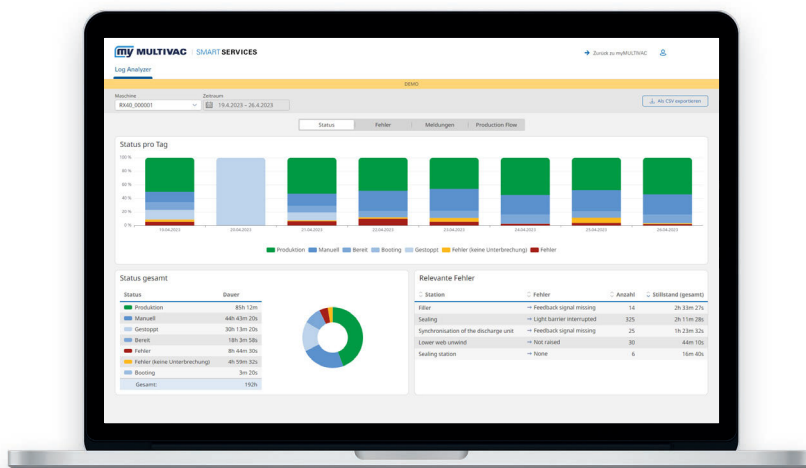 my MULTIVAC SMART SERVICES
Zurück zu myMULTIVAC
Log Analyzer
DEMO
Maschine Zeitraum
RX40_000001 19.4.2023 – 26.4.2023 Als CSV exportieren
Status Fehler Meldungen Production Flow
Status pro Tag
100 %
80 %
60 %
40 %
20 %
0 %
19.04.2023 20.04.2023 21.04.2023 22.04.2023 23.04.2023 24.04.2023 25.04.2023 26.04.2023
Produktion Manuell Bereit Booting Gestoppt Fehler (keine Unterbrechung) Fehler
Status gesamt
Status Dauer
Produktion 85h 12m
Manuell 44h 43m 20s
Gestoppt 30h 13m 20s
Bereit 18h 3m 58s
Fehler 8h 44m 30s
Fehler (keine Unterbrechung) 4h 59m 32s
Booting 3m 20s
Gesamt: 192h
Relevante Fehler
Station Fehler Anzahl Stillstand (gesamt)
Filler → Feedback signal missing 14 2h 33m 27s
Sealing → Light barrier interrupted 325 2h 11m 28s
Synchronisation of the discharge unit → Feedback signal missing 25 1h 23m 32s
Lower web unwind → Not raised 30 44m 10s
Sealing station → None 6 16m 40s